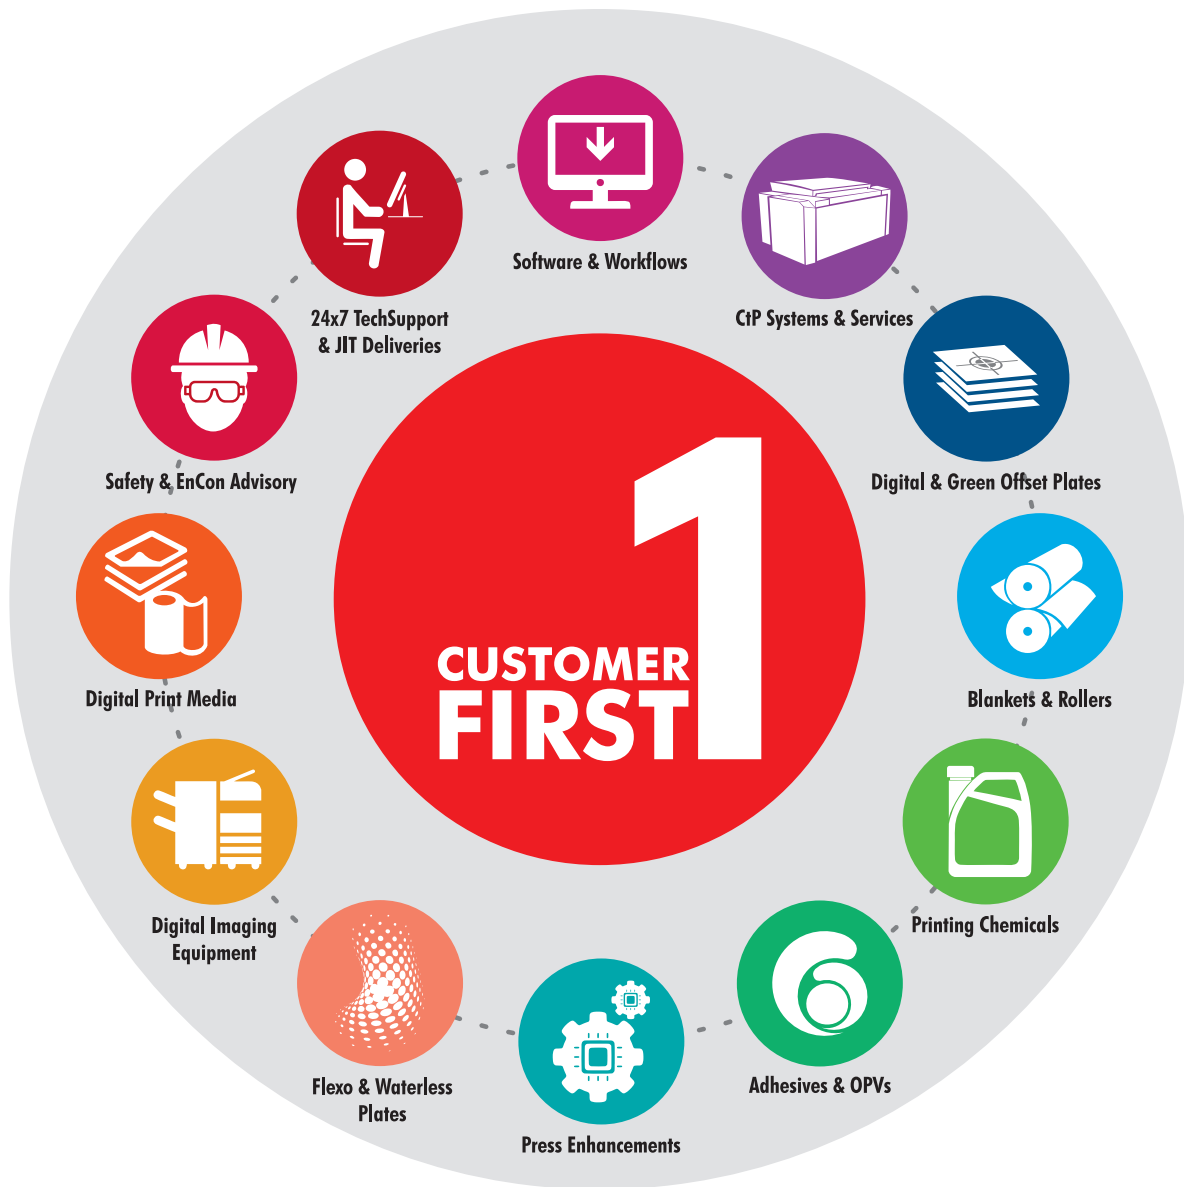 Software & Workflows
CtP Systems & Services
Digital & Green Offset Plates
Blankets & Rollers
Printing Chemicals
Adhesives & OPVs
Press Enhancements
Flexo & Waterless
Plates
Digital Imaging
Equipment
Digital Print Media
Safety & EnCon Advisory
24x7 TechSupport
& JIT Deliveries
CUSTOMER
FIRST
1